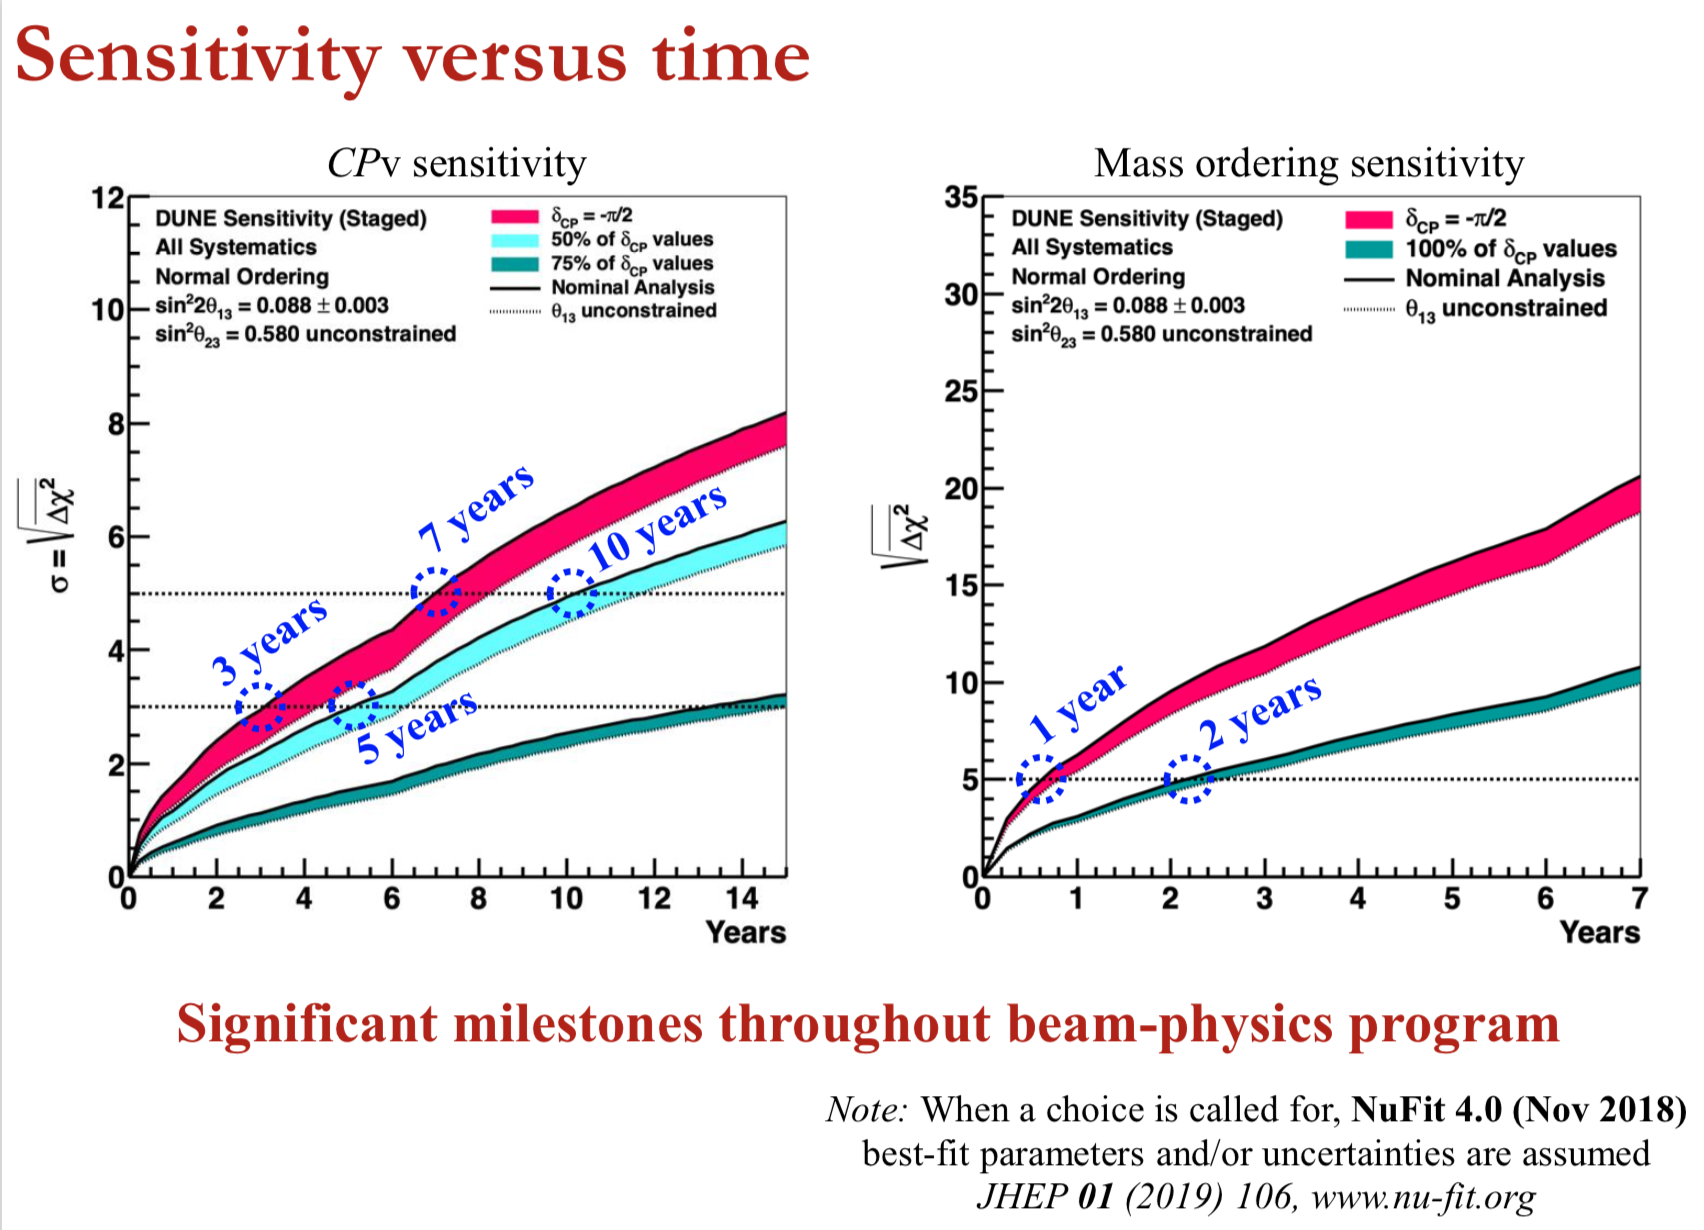 Sensitivity versus time
CPv sensitivity
12
10
8
6
4
2
0
σ = √Δχ²
DUNE Sensitivity (Staged)
All Systematics
Normal Ordering
sin²2θ₁₃ = 0.088 ± 0.003
sin²θ₂₃ = 0.580 unconstrained
δCP = -π/2
50% of δCP values
75% of δCP values
Nominal Analysis
θ₁₃ unconstrained
7 years
10 years
3 years
5 years
0 2 4 6 8 10 12 14
Years
Mass ordering sensitivity
35
30
25
20
15
10
5
0
√Δχ²
DUNE Sensitivity (Staged)
All Systematics
Normal Ordering
sin²2θ₁₃ = 0.088 ± 0.003
sin²θ₂₃ = 0.580 unconstrained
δCP = -π/2
100% of δCP values
Nominal Analysis
θ₁₃ unconstrained
1 year
2 years
0 1 2 3 4 5 6 7
Years
Significant milestones throughout beam-physics program
Note: When a choice is called for, NuFit 4.0 (Nov 2018)
best-fit parameters and/or uncertainties are assumed
JHEP 01 (2019) 106, www.nu-fit.org